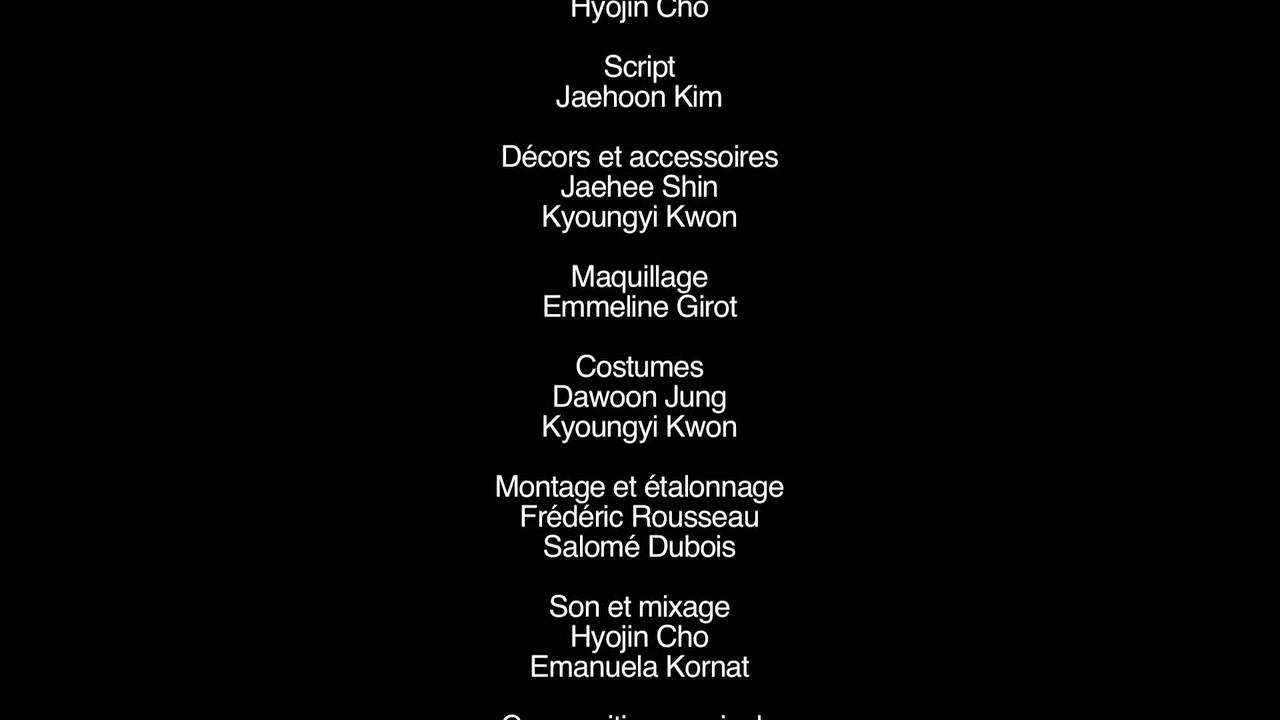 Hyojin Cho
Script
Jaehoon Kim
Décors et accessoires
Jaehee Shin
Kyoungyi Kwon
Maquillage
Emmeline Girot
Costumes
Dawoon Jung
Kyoungyi Kwon
Montage et étalonnage
Frédéric Rousseau
Salomé Dubois
Son et mixage
Hyojin Cho
Emanuela Kornat